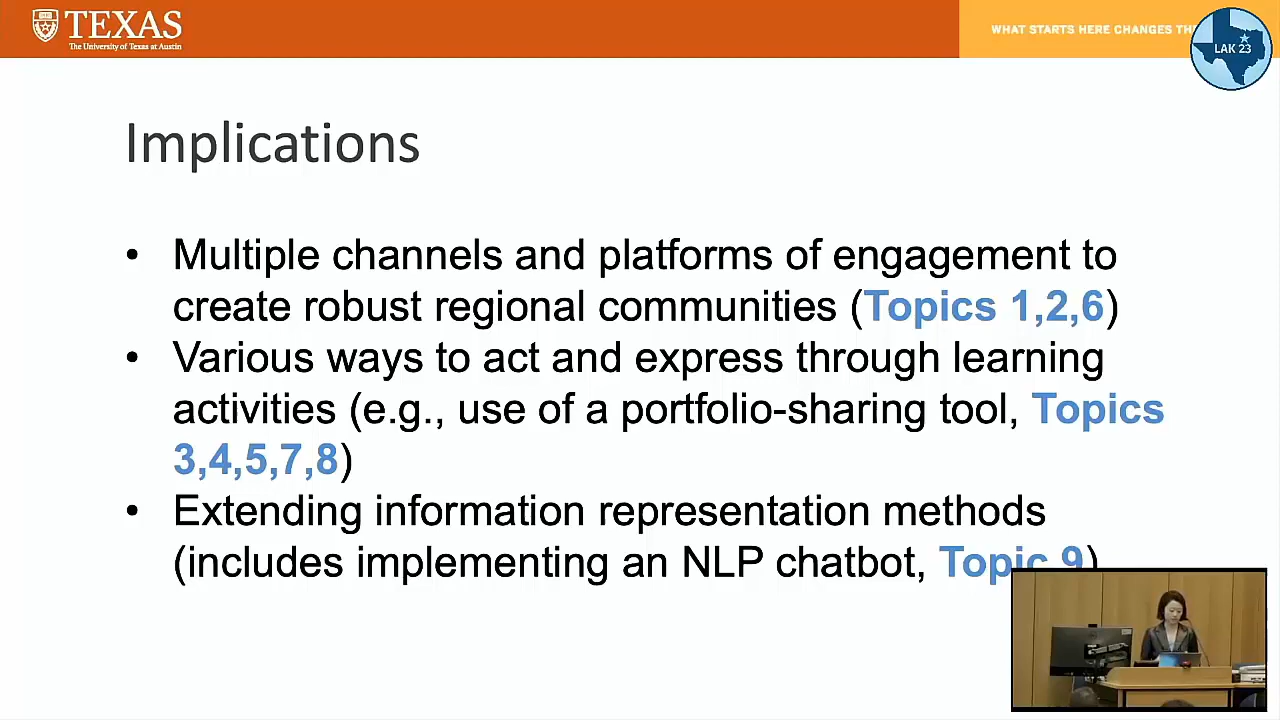 TEXAS
The University of Texas at Austin
WHAT STARTS HERE CHANGES TH
LAK 23
Implications
• Multiple channels and platforms of engagement to
create robust regional communities (Topics 1,2,6)
• Various ways to act and express through learning
activities (e.g., use of a portfolio-sharing tool, Topics
3,4,5,7,8)
• Extending information representation methods
(includes implementing an NLP chatbot, Topic 9)